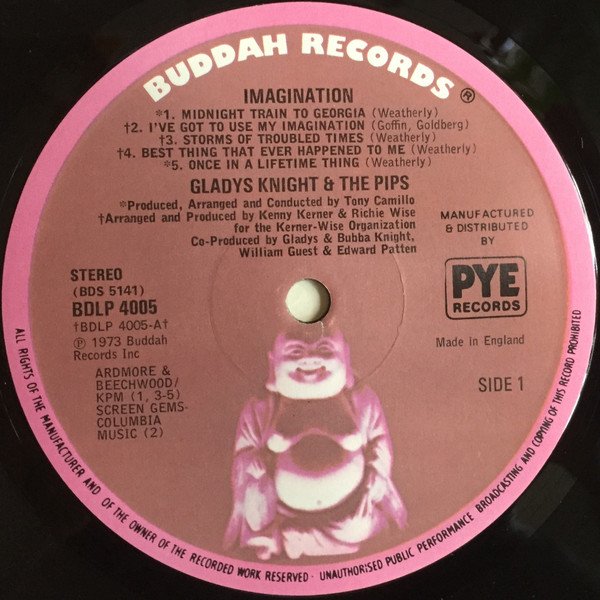 BUDDAH RECORDS ®
IMAGINATION
*1. MIDNIGHT TRAIN TO GEORGIA (Weatherly)
†2. I'VE GOT TO USE MY IMAGINATION (Goffin, Goldberg)
†3. STORMS OF TROUBLED TIMES (Weatherly)
†4. BEST THING THAT EVER HAPPENED TO ME (Weatherly)
*5. ONCE IN A LIFETIME THING (Weatherly)
GLADYS KNIGHT & THE PIPS
*Produced, Arranged and Conducted by Tony Camillo
†Arranged and Produced by Kenny Kerner & Richie Wise
for the Kerner-Wise Organization
Co-Produced by Gladys & Bubba Knight,
William Guest & Edward Patten
MANUFACTURED
& DISTRIBUTED
BY
PYE
RECORDS
Made in England
SIDE 1
STEREO
(BDS 5141)
BDLP 4005
†BDLP 4005-A†
℗ 1973 Buddah
Records Inc
ARDMORE &
BEECHWOOD/
KPM (1, 3-5)
SCREEN GEMS-
COLUMBIA
MUSIC (2)
ALL RIGHTS OF THE MANUFACTURER AND OF THE OWNER OF THE RECORDED WORK RESERVED · UNAUTHORISED PUBLIC PERFORMANCE BROADCASTING AND COPYING OF THIS RECORD PROHIBITED